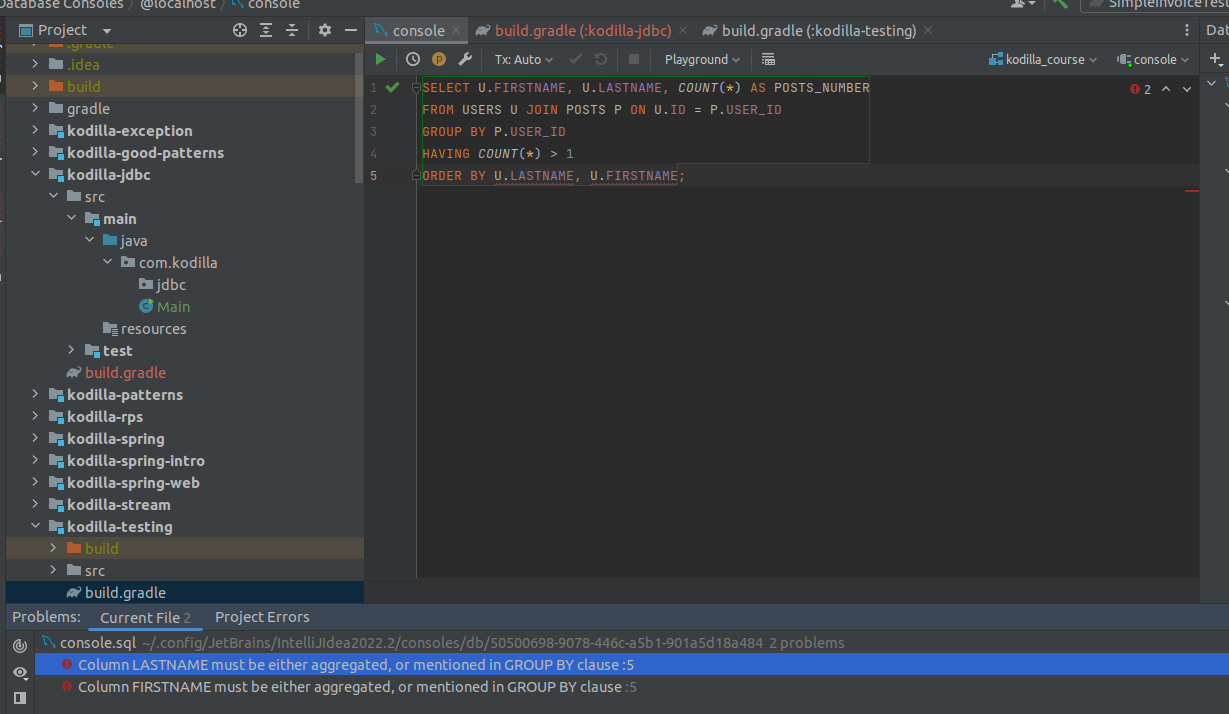 Database Consoles @localhost console
Project
console
build.gradle (:kodilla-jdbc)
build.gradle (:kodilla-testing)
SimpleInvoiceTest
Dat
Tx: Auto
Playground
kodilla_course
console
.gradle
.idea
build
gradle
kodilla-exception
kodilla-good-patterns
kodilla-jdbc
src
main
java
com.kodilla
jdbc
Main
resources
test
build.gradle
kodilla-patterns
kodilla-rps
kodilla-spring
kodilla-spring-intro
kodilla-spring-web
kodilla-stream
kodilla-testing
build
src
build.gradle
1 SELECT U.FIRSTNAME, U.LASTNAME, COUNT(*) AS POSTS_NUMBER
2 FROM USERS U JOIN POSTS P ON U.ID = P.USER_ID
3 GROUP BY P.USER_ID
4 HAVING COUNT(*) > 1
5 ORDER BY U.LASTNAME, U.FIRSTNAME;
2
Problems: Current File 2 Project Errors
console.sql ~/.config/JetBrains/IntelliJIdea2022.2/consoles/db/50500698-9078-446c-a5b1-901a5d18a484 2 problems
Column LASTNAME must be either aggregated, or mentioned in GROUP BY clause :5
Column FIRSTNAME must be either aggregated, or mentioned in GROUP BY clause :5